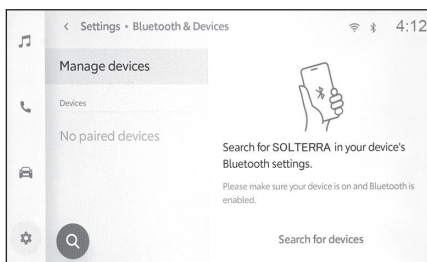 < Settings • Bluetooth & Devices
4:12
Manage devices
Devices
No paired devices
Search for SOLTERRA in your device's
Bluetooth settings.
Please make sure your device is on and Bluetooth is
enabled.
Search for devices